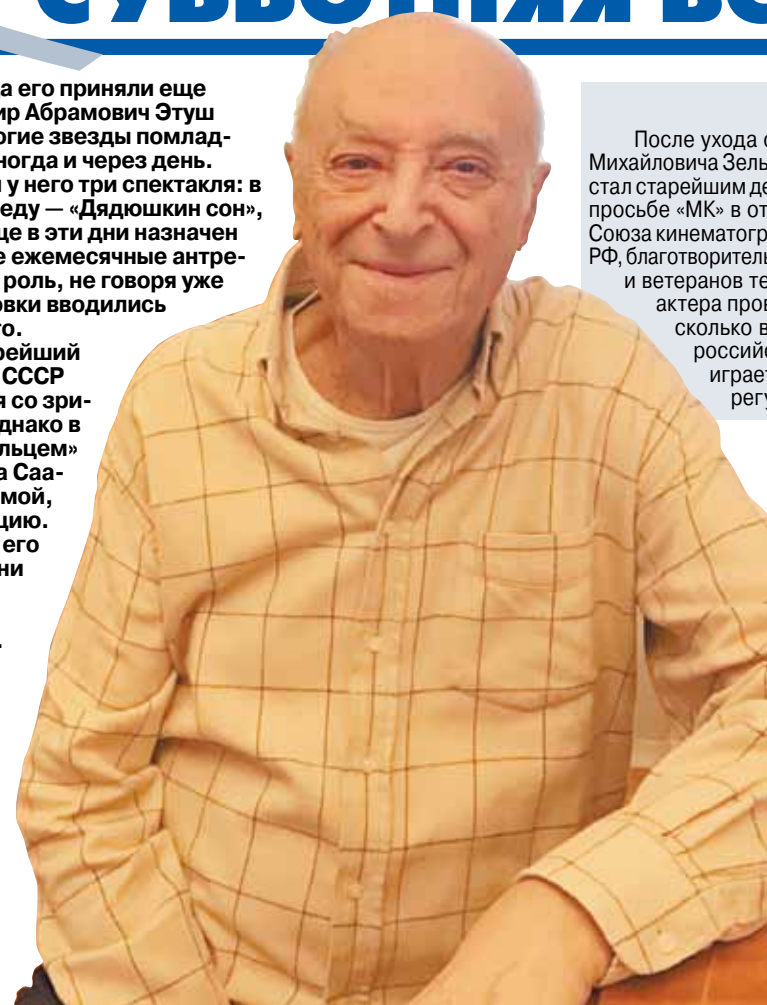 СУББОТНЯЯ
а его приняли еще
ир Абрамович Этуш
огие звезды помлад-
ногда и через день.
у него три спектакля: в
еду — «Дядюшкин сон»,
ще в эти дни назначен
е ежемесячные антре-
роль, не говоря уже
овки вводились
го.
рейший
СССР
я со зри-
днако в
льцем»
а Саа-
мой,
цию.
его
ни
.
После ухода
Михайловича Зель
стал старейшим де
просьбе «МК» в от
Союза кинематогр
РФ, благотворитель
и ветеранов те
актера пров
сколько в
российс
играет
регу